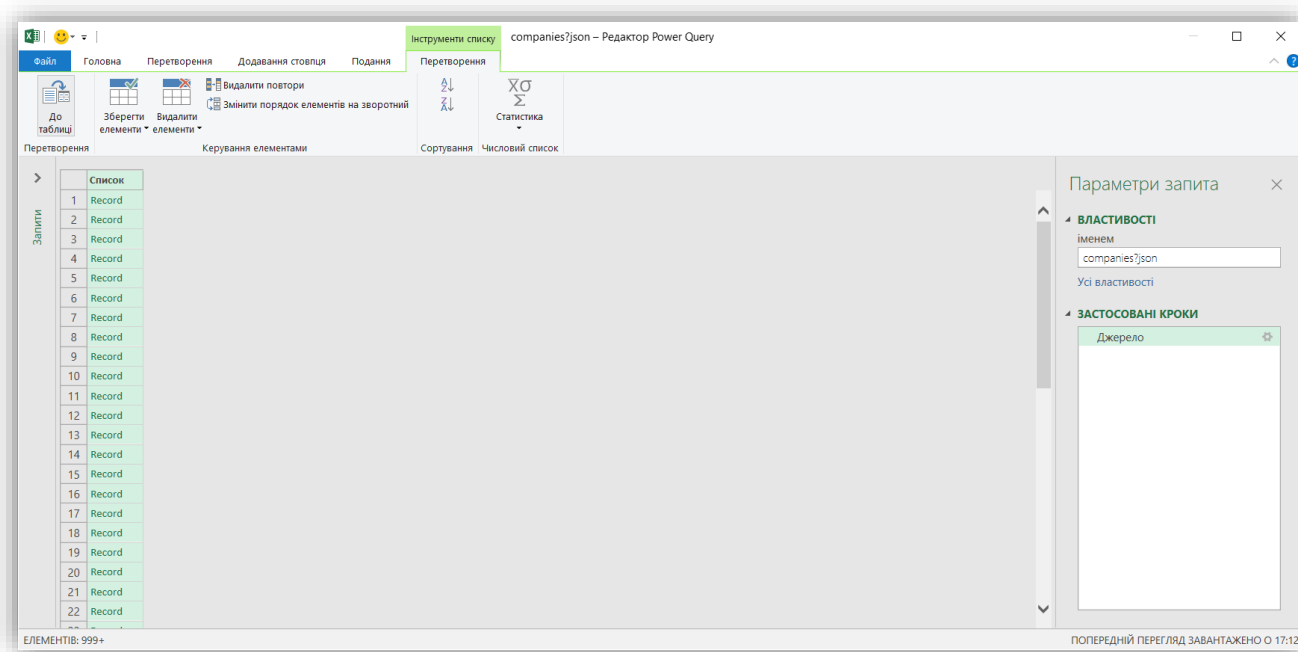 Інструменти списку
companies?json – Редактор Power Query
Файл Головна Перетворення Додавання стовпця Подання Перетворення
До таблиці
Зберегти елементи
Видалити елементи
Видалити повтори
Змінити порядок елементів на зворотний
Статистика
Перетворення Керування елементами Сортування Числовий список
Запити
Список
1 Record
2 Record
3 Record
4 Record
5 Record
6 Record
7 Record
8 Record
9 Record
10 Record
11 Record
12 Record
13 Record
14 Record
15 Record
16 Record
17 Record
18 Record
19 Record
20 Record
21 Record
22 Record
Параметри запита
ВЛАСТИВОСТІ
іменем
companies?json
Усі властивості
ЗАСТОСОВАНІ КРОКИ
Джерело
ЕЛЕМЕНТІВ: 999+
ПОПЕРЕДНІЙ ПЕРЕГЛЯД ЗАВАНТАЖЕНО О 17:12